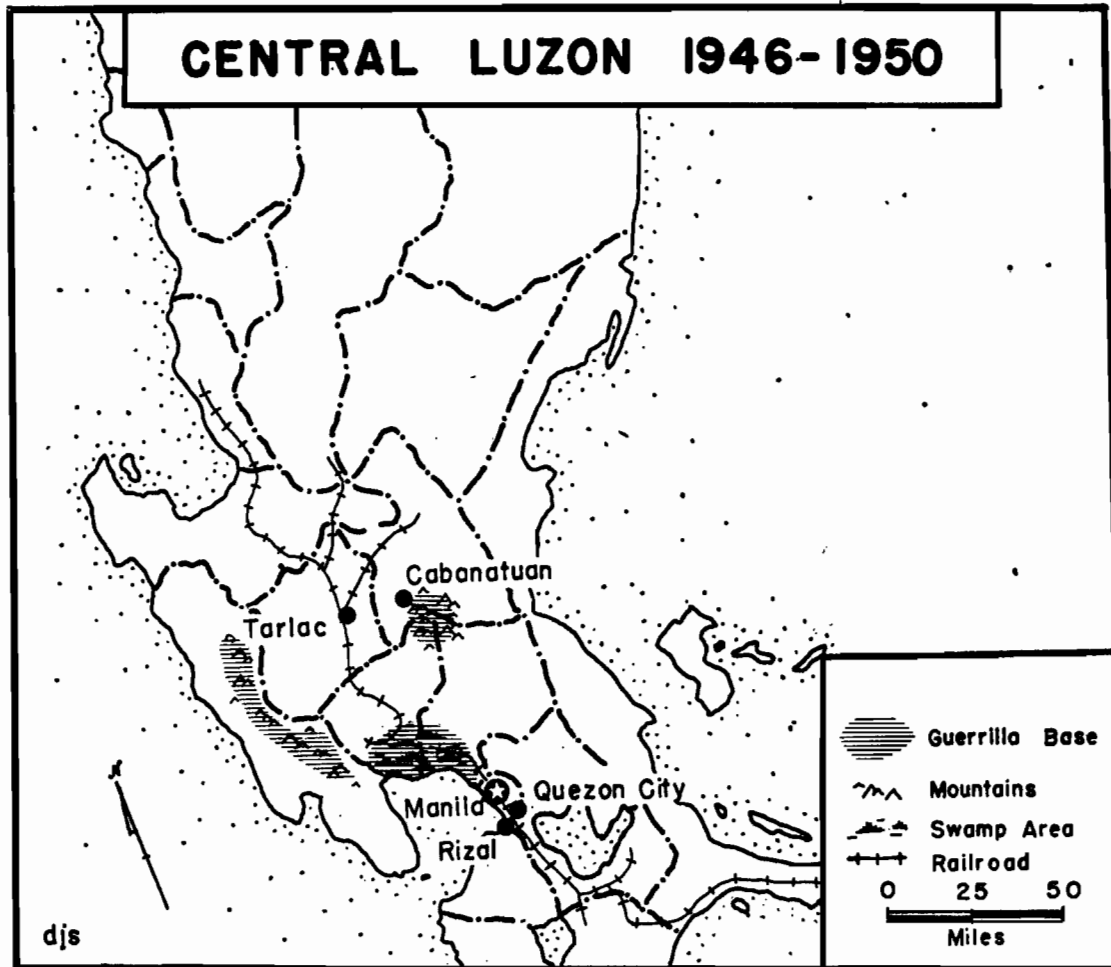 CENTRAL LUZON 1946-1950
Cabanatuan
Tarlac
Manila
Quezon City
Rizal
N
Guerrilla Base
Mountains
Swamp Area
Railroad
0 25 50
Miles
djs